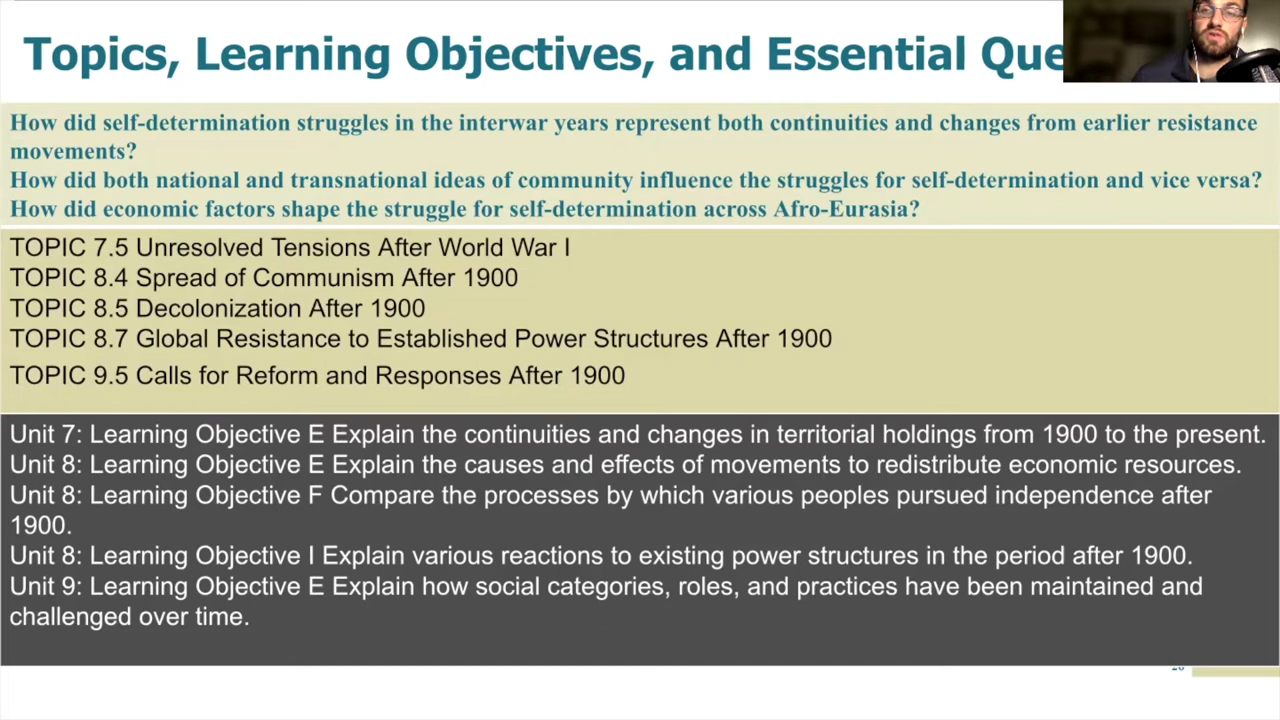 Topics, Learning Objectives, and Essential Que
How did self-determination struggles in the interwar years represent both continuities and changes from earlier resistance
movements?
How did both national and transnational ideas of community influence the struggles for self-determination and vice versa?
How did economic factors shape the struggle for self-determination across Afro-Eurasia?
TOPIC 7.5 Unresolved Tensions After World War I
TOPIC 8.4 Spread of Communism After 1900
TOPIC 8.5 Decolonization After 1900
TOPIC 8.7 Global Resistance to Established Power Structures After 1900
TOPIC 9.5 Calls for Reform and Responses After 1900
Unit 7: Learning Objective E Explain the continuities and changes in territorial holdings from 1900 to the present.
Unit 8: Learning Objective E Explain the causes and effects of movements to redistribute economic resources.
Unit 8: Learning Objective F Compare the processes by which various peoples pursued independence after
1900.
Unit 8: Learning Objective I Explain various reactions to existing power structures in the period after 1900.
Unit 9: Learning Objective E Explain how social categories, roles, and practices have been maintained and
challenged over time.